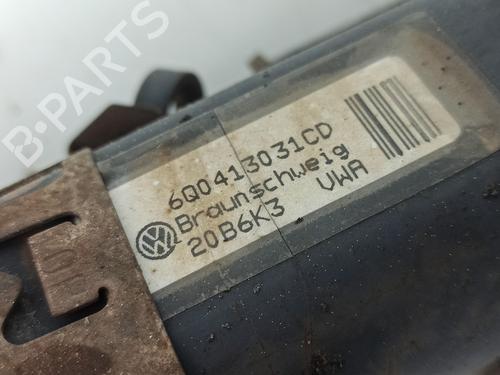 B-PARTS
6Q0413031CD
Braunschweig
20B6K3 VWA